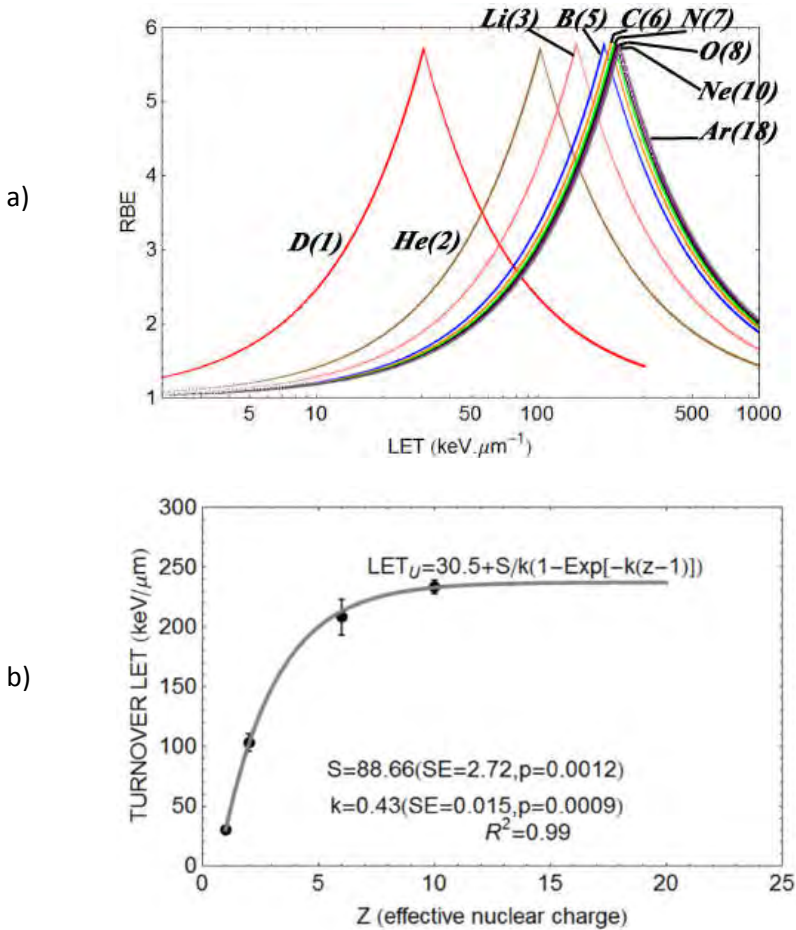 a)
Li(3) B(5) C(6) N(7)
O(8)
Ne(10)
Ar(18)
D(1)
He(2)
RBE
6
5
4
3
2
1
5 10 50 100 500 1000
LET (keV.μm⁻¹)
b)
TURNOVER LET (keV/μm)
300
250
200
150
100
50
0
LET_U=30.5+S/k(1−Exp[−k(z−1)])
S=88.66(SE=2.72,p=0.0012)
k=0.43(SE=0.015,p=0.0009)
R²=0.99
0 5 10 15 20 25
Z (effective nuclear charge)